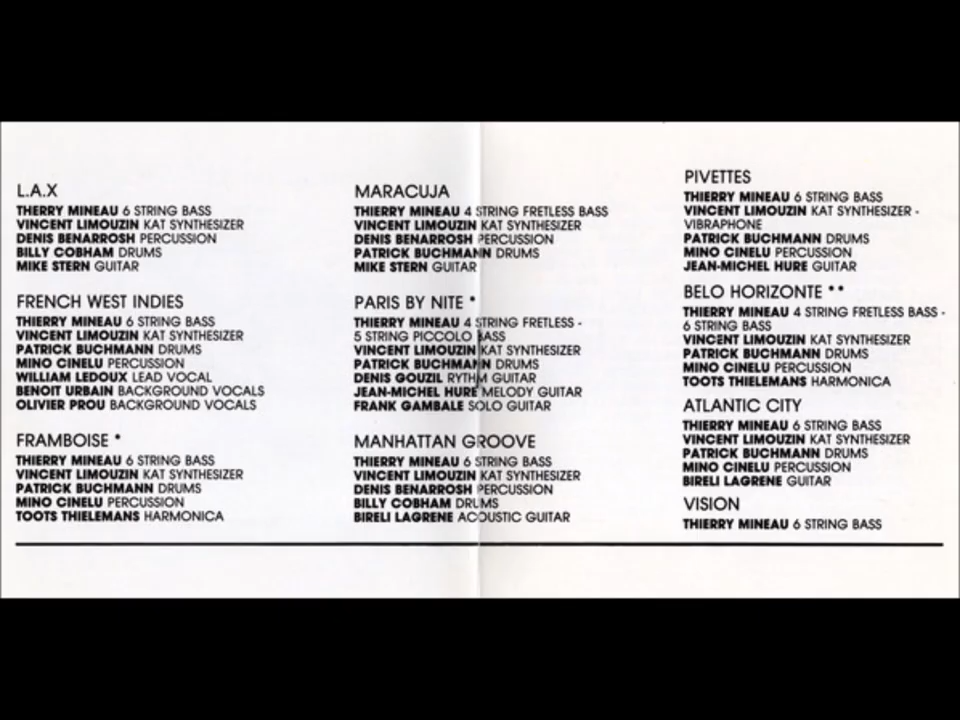 L.A.X
THERRY MINEAU 6 STRING BASS
VINCENT LIMOUZIN KAT SYNTHESIZER
DENIS BENARROSH PERCUSSION
BILLY COBHAM DRUMS
MIKE STERN GUITAR
FRENCH WEST INDIES
THIERRY MINEAU 6 STRING BASS
VINCENT LIMOUZIN KAT SYNTHESIZER
PATRICK BUCHMANN DRUMS
MINO CINELU PERCUSSION
WILLIAM LEDOUX LEAD VOCAL
BENOIT URBAIN BACKGROUND VOCALS
OLIVIER PROU BACKGROUND VOCALS
FRAMBOISE *
THIERRY MINEAU 6 STRING BASS
VINCENT LIMOUZIN KAT SYNTHESIZER
PATRICK BUCHMANN DRUMS
MINO CINELU PERCUSSION
TOOTS THIELEMANS HARMONICA
MARACUJA
THIERRY MINEAU 4 STRING FRETLESS BASS
VINCENT LIMOUZIN KAT SYNTHESIZER
DENIS BENARROSH PERCUSSION
PATRICK BUCHMANN DRUMS
MIKE STERN GUITAR
PARIS BY NITE *
THIERRY MINEAU 4 STRING FRETLESS -
5 STRING PICCOLO BASS
VINCENT LIMOUZIN KAT SYNTHESIZER
PATRICK BUCHMANN DRUMS
DENIS GOUZIL RYTHM GUITAR
JEAN-MICHEL HURE MELODY GUITAR
FRANK GAMBALE SOLO GUITAR
MANHATTAN GROOVE
THIERRY MINEAU 6 STRING BASS
VINCENT LIMOUZIN KAT SYNTHESIZER
DENIS BENARROSH PERCUSSION
BILLY COBHAM DRUMS
BIRELI LAGRENE ACOUSTIC GUITAR
PIVETTES
THIERRY MINEAU 6 STRING BASS
VINCENT LIMOUZIN KAT SYNTHESIZER -
VIBRAPHONE
PATRICK BUCHMANN DRUMS
MINO CINELU PERCUSSION
JEAN-MICHEL HURE GUITAR
BELO HORIZONTE * *
THIERRY MINEAU 4 STRING FRETLESS BASS -
6 STRING BASS
VINCENT LIMOUZIN KAT SYNTHESIZER
PATRICK BUCHMANN DRUMS
MINO CINELU PERCUSSION
TOOTS THIELEMANS HARMONICA
ATLANTIC CITY
THIERRY MINEAU 6 STRING BASS
VINCENT LIMOUZIN KAT SYNTHESIZER
PATRICK BUCHMANN DRUMS
MINO CINELU PERCUSSION
BIRELI LAGRENE GUITAR
VISION
THIERRY MINEAU 6 STRING BASS